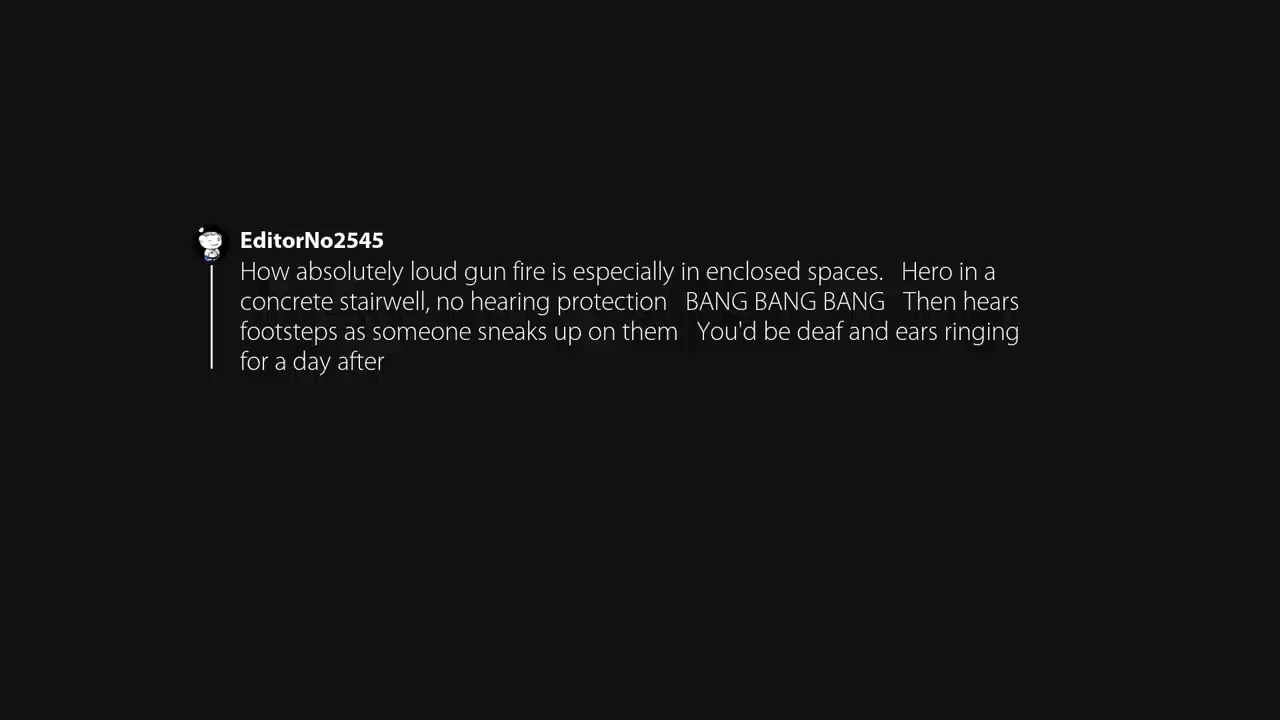 EditorNo2545
How absolutely loud gun fire is especially in enclosed spaces.   Hero in a
concrete stairwell, no hearing protection   BANG BANG BANG   Then hears
footsteps as someone sneaks up on them   You'd be deaf and ears ringing
for a day after